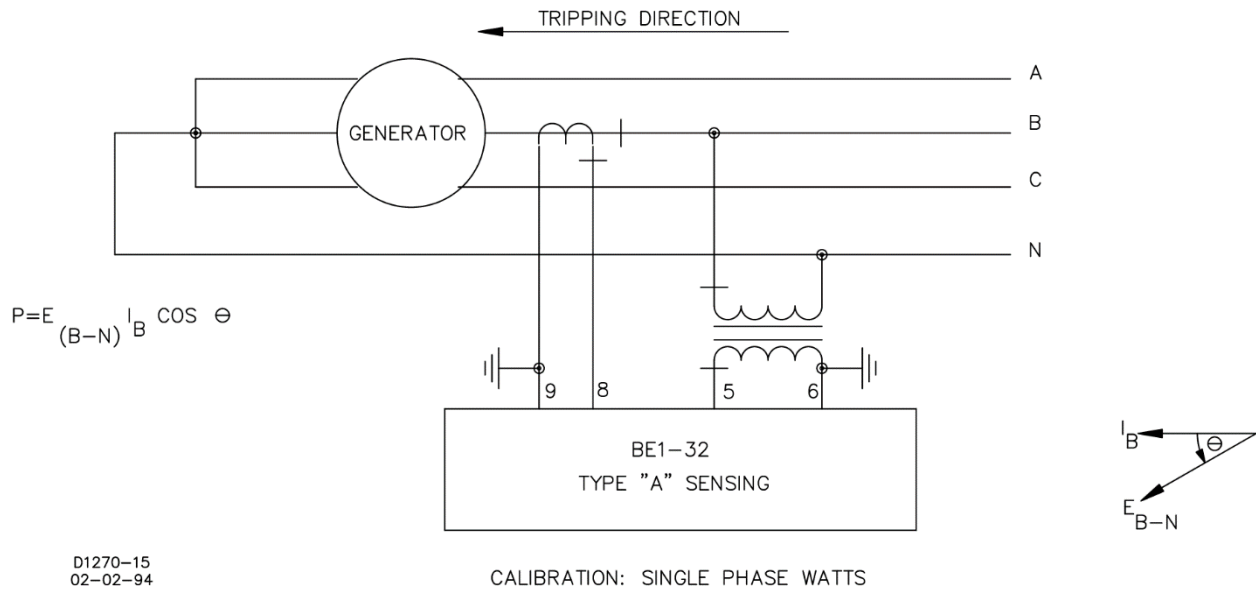 TRIPPING DIRECTION
A
GENERATOR
B
C
N
P=E (B-N) I B COS Θ
9 8 5 6
BE1-32
TYPE "A" SENSING
I B Θ
E B-N
D1270-15
02-02-94
CALIBRATION: SINGLE PHASE WATTS